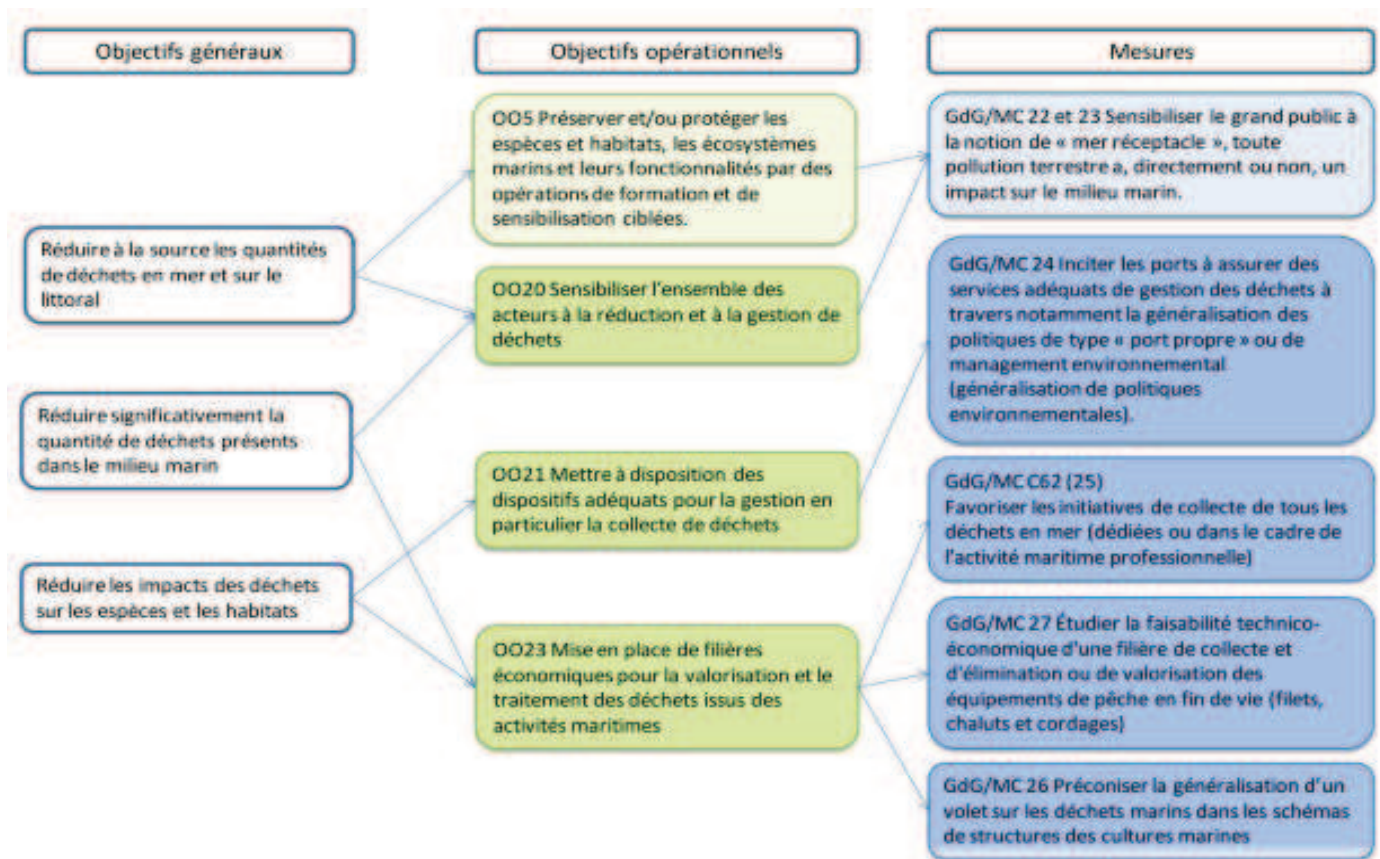 Objectifs généraux
Objectifs opérationnels
Mesures
Réduire à la source les quantités
de déchets en mer et sur le
littoral
Réduire significativement la
quantité de déchets présents
dans le milieu marin
Réduire les impacts des déchets
sur les espèces et les habitats
OO5 Préserver et/ou protéger les
espèces et habitats, les écosystèmes
marins et leurs fonctionnalités par des
opérations de formation et de
sensibilisation ciblées.
OO20 Sensibiliser l'ensemble des
acteurs à la réduction et à la gestion de
déchets
OO21 Mettre à disposition des
dispositifs adéquats pour la gestion en
particulier la collecte de déchets
OO23 Mise en place de filières
économiques pour la valorisation et le
traitement des déchets issus des
activités maritimes
GdG/MC 22 et 23 Sensibiliser le grand public à
la notion de « mer réceptacle », toute
pollution terrestre a, directement ou non, un
impact sur le milieu marin.
GdG/MC 24 Inciter les ports à assurer des
services adéquats de gestion des déchets à
travers notamment la généralisation des
politiques de type « port propre » ou de
management environnemental
(généralisation de politiques
environnementales).
GdG/MC C62 (25)
Favoriser les initiatives de collecte de tous les
déchets en mer (dédiées ou dans le cadre de
l'activité maritime professionnelle)
GdG/MC 27 Étudier la faisabilité technico-
économique d'une filière de collecte et
d'élimination ou de valorisation des
équipements de pêche en fin de vie (filets,
chaluts et cordages)
GdG/MC 26 Préconiser la généralisation d'un
volet sur les déchets marins dans les schémas
de structures des cultures marines